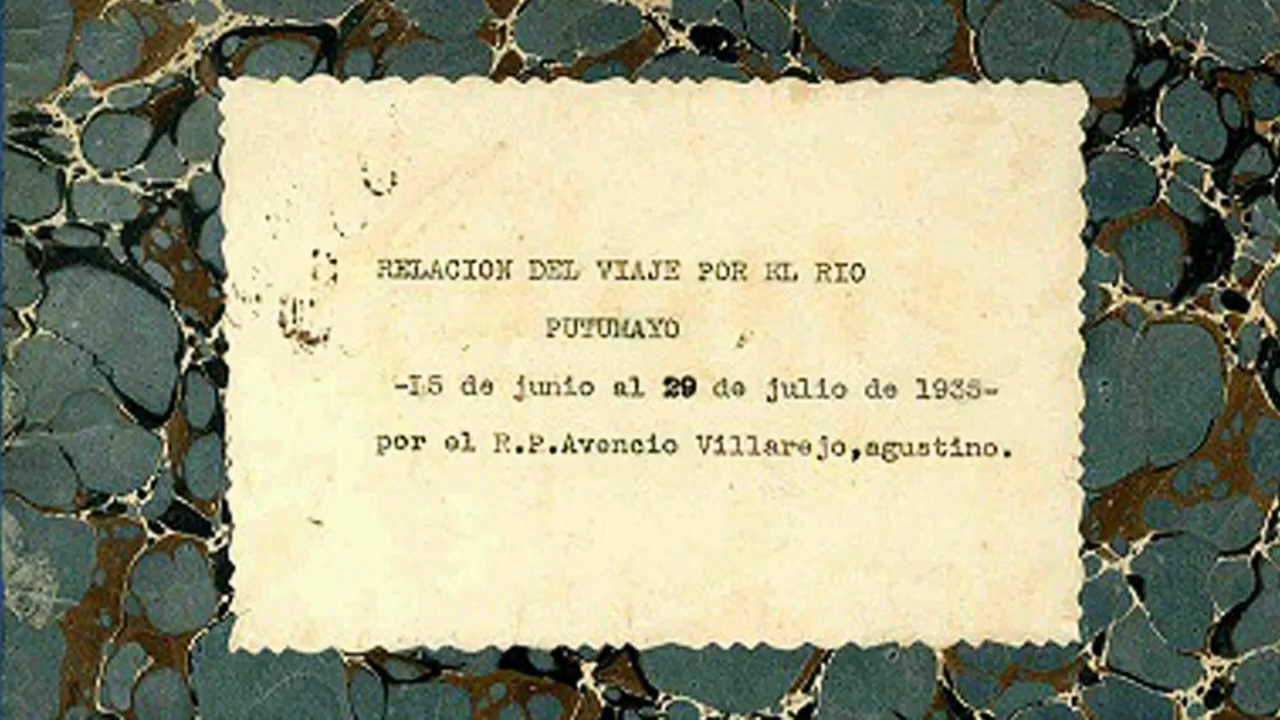 RELACION DEL VIAJE POR EL RIO
PUTUMAYO
-15 de junio al 29 de julio de 1935-
por el R.P.Avencio Villarejo,agustino.